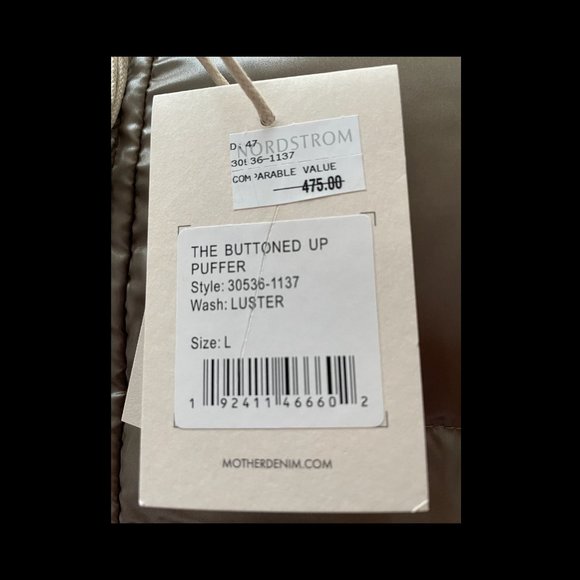 NORDSTROM
D. 47
30536-1137
COMPARABLE VALUE
475.00
THE BUTTONED UP
PUFFER
Style: 30536-1137
Wash: LUSTER
Size: L
1 92411 46660 2
MOTHERDENIM.COM